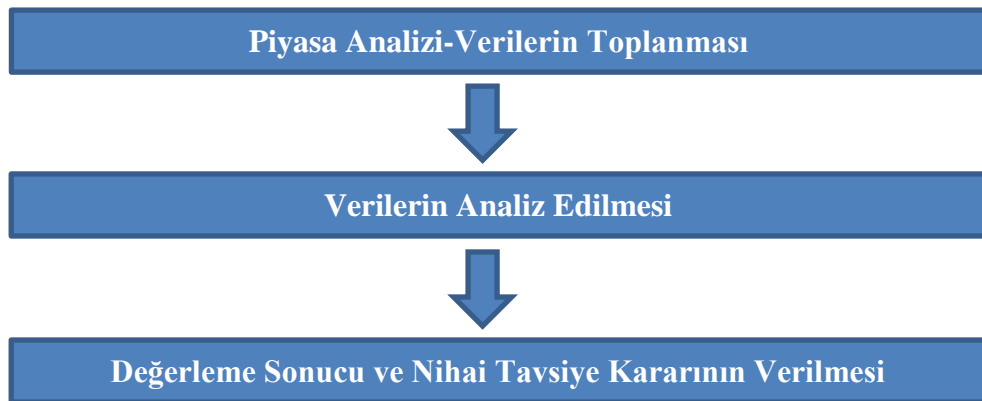 Piyasa Analizi-Verilerin Toplanması
Verilerin Analiz Edilmesi
Değerleme Sonucu ve Nihai Tavsiye Kararının Verilmesi